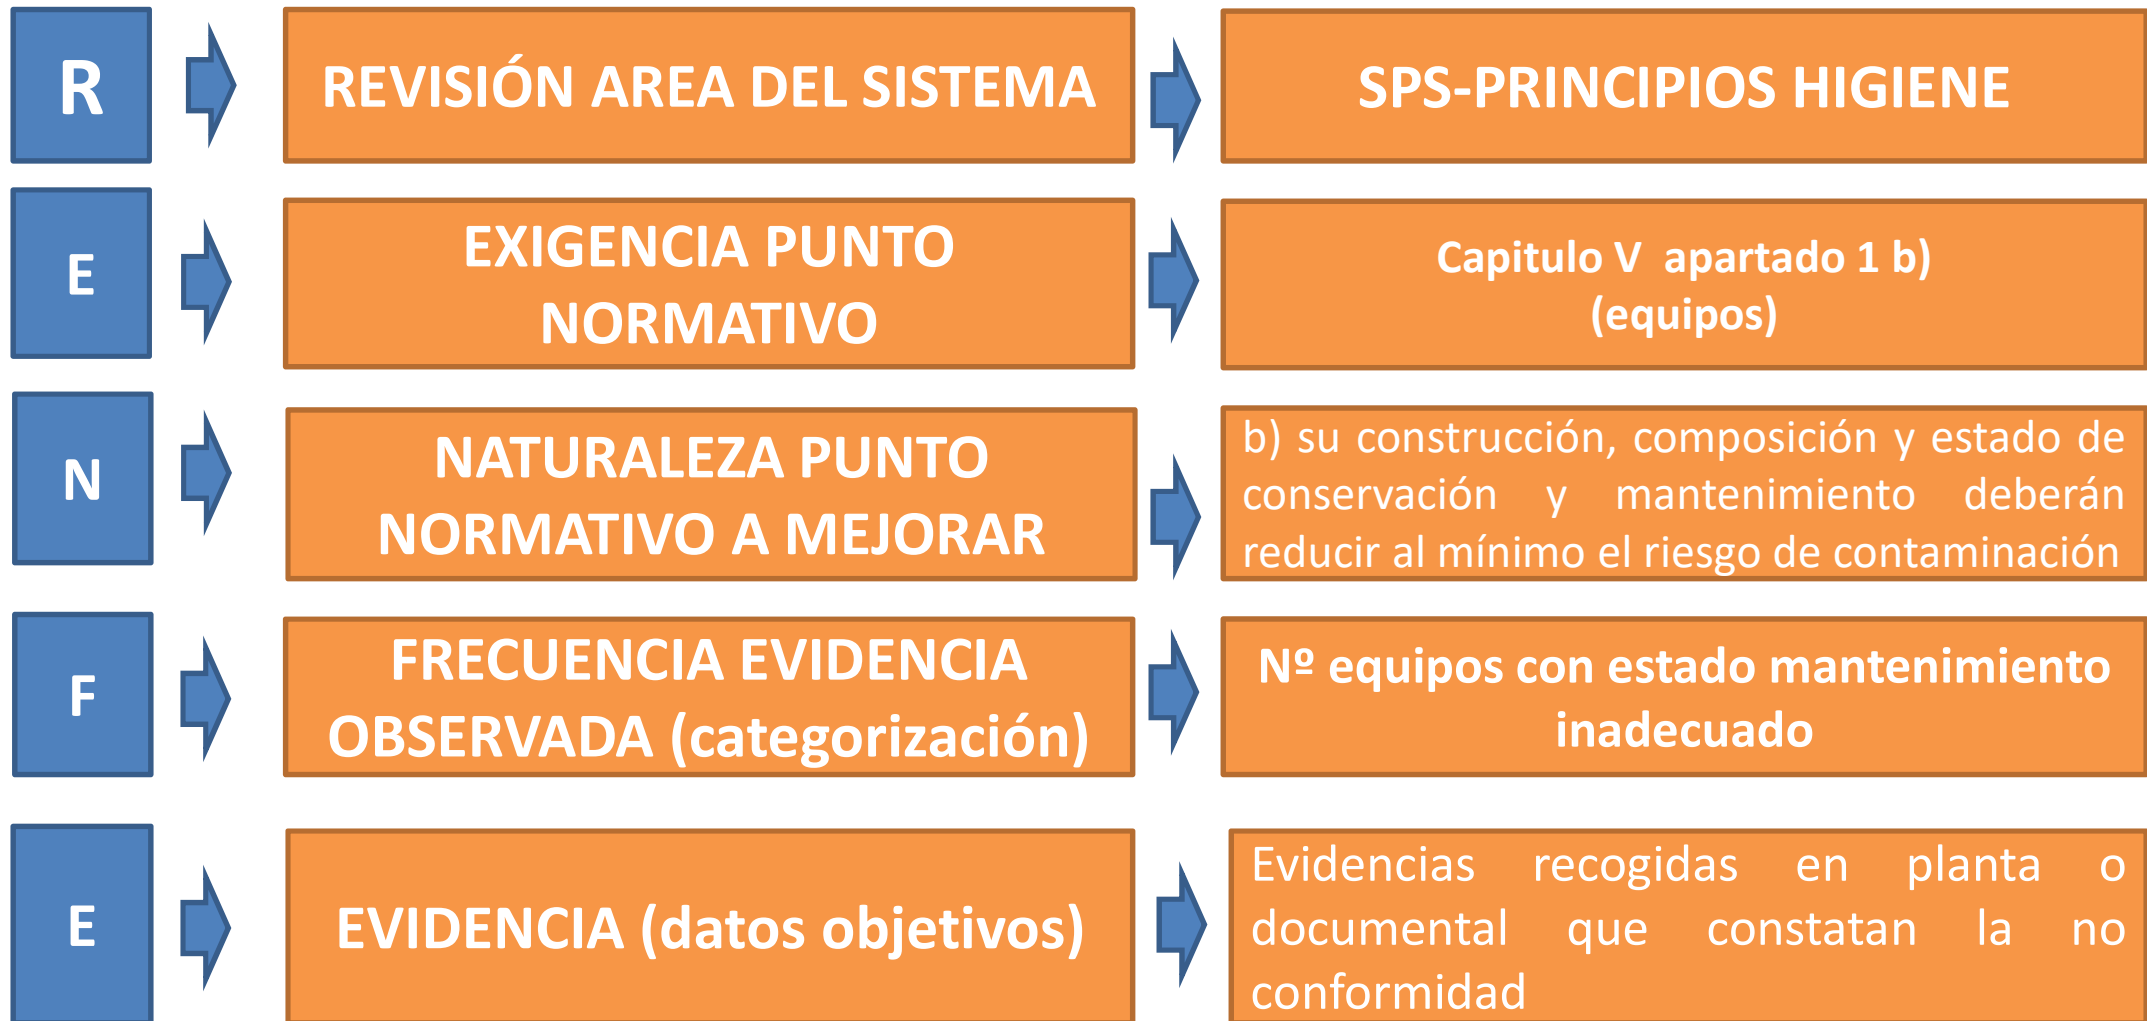 R
REVISIÓN AREA DEL SISTEMA
SPS-PRINCIPIOS HIGIENE
E
EXIGENCIA PUNTO
NORMATIVO
Capitulo V apartado 1 b)
(equipos)
N
NATURALEZA PUNTO
NORMATIVO A MEJORAR
b) su construcción, composición y estado de
conservación y mantenimiento deberán
reducir al mínimo el riesgo de contaminación
F
FRECUENCIA EVIDENCIA
OBSERVADA (categorización)
Nº equipos con estado mantenimiento
inadecuado
E
EVIDENCIA (datos objetivos)
Evidencias recogidas en planta o
documental que constatan la no
conformidad